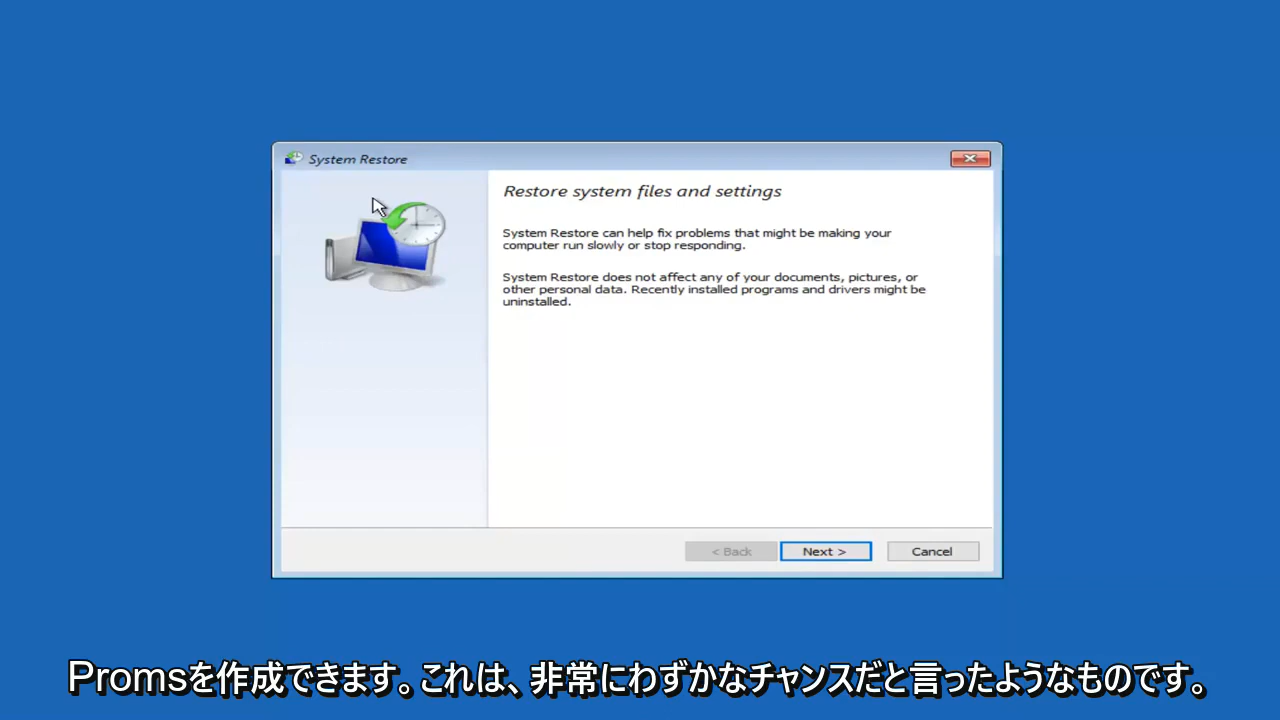 System Restore
Restore system files and settings
System Restore can help fix problems that might be making your
computer run slowly or stop responding.
System Restore does not affect any of your documents, pictures, or
other personal data. Recently installed programs and drivers might be
uninstalled.
< Back
Next >
Cancel
Promsを作成できます。これは、非常にわずかなチャンスだと言ったようなものです。